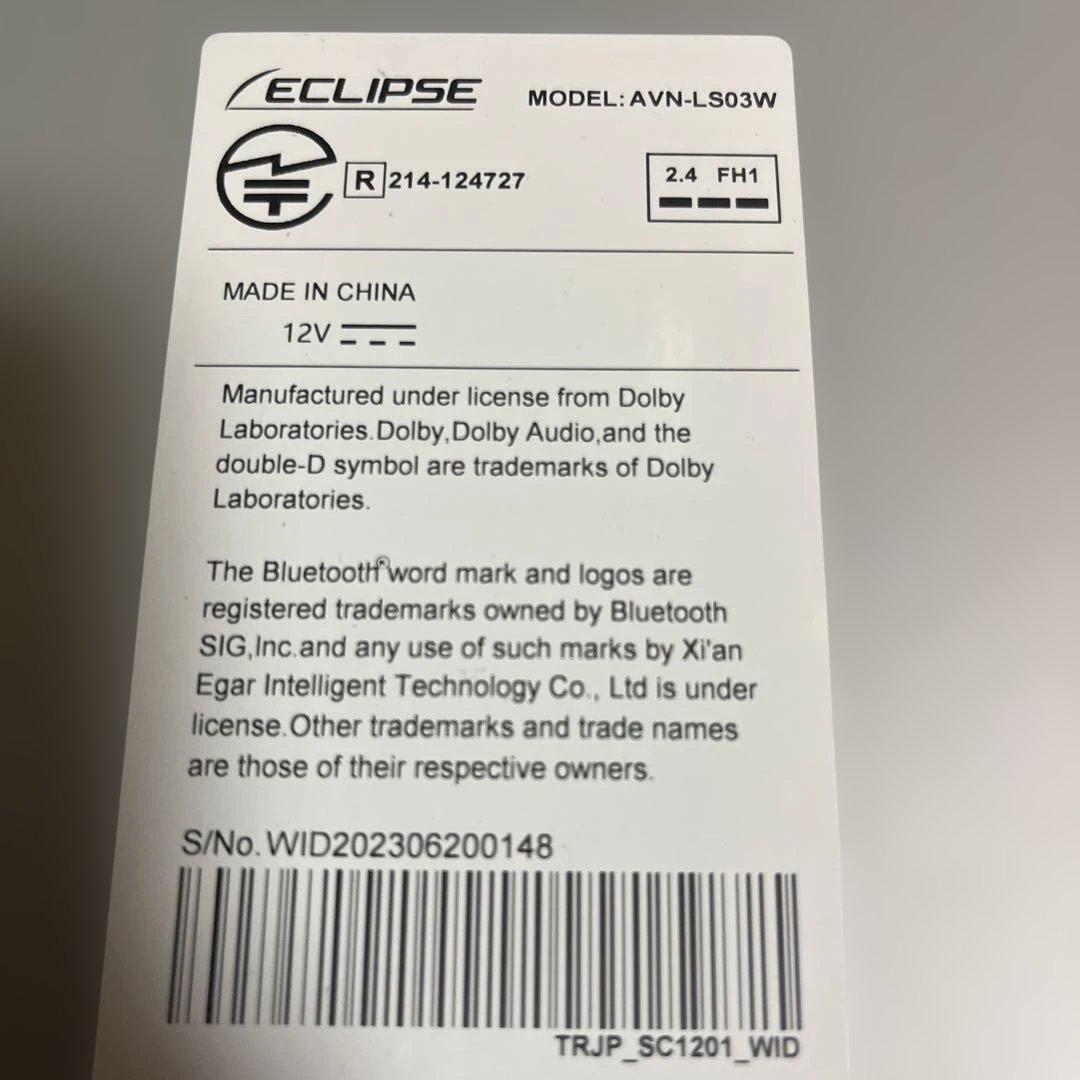 ECLIPSE MODEL: AVN-LS03W
R 214-124727 2.4 FH1
MADE IN CHINA
12V
Manufactured under license from Dolby
Laboratories.Dolby,Dolby Audio,and the
double-D symbol are trademarks of Dolby
Laboratories.
The Bluetooth® word mark and logos are
registered trademarks owned by Bluetooth
SIG,Inc.and any use of such marks by Xi'an
Egar Intelligent Technology Co., Ltd is under
license.Other trademarks and trade names
are those of their respective owners.
S/No. WID202306200148
TRJP_SC1201_WID